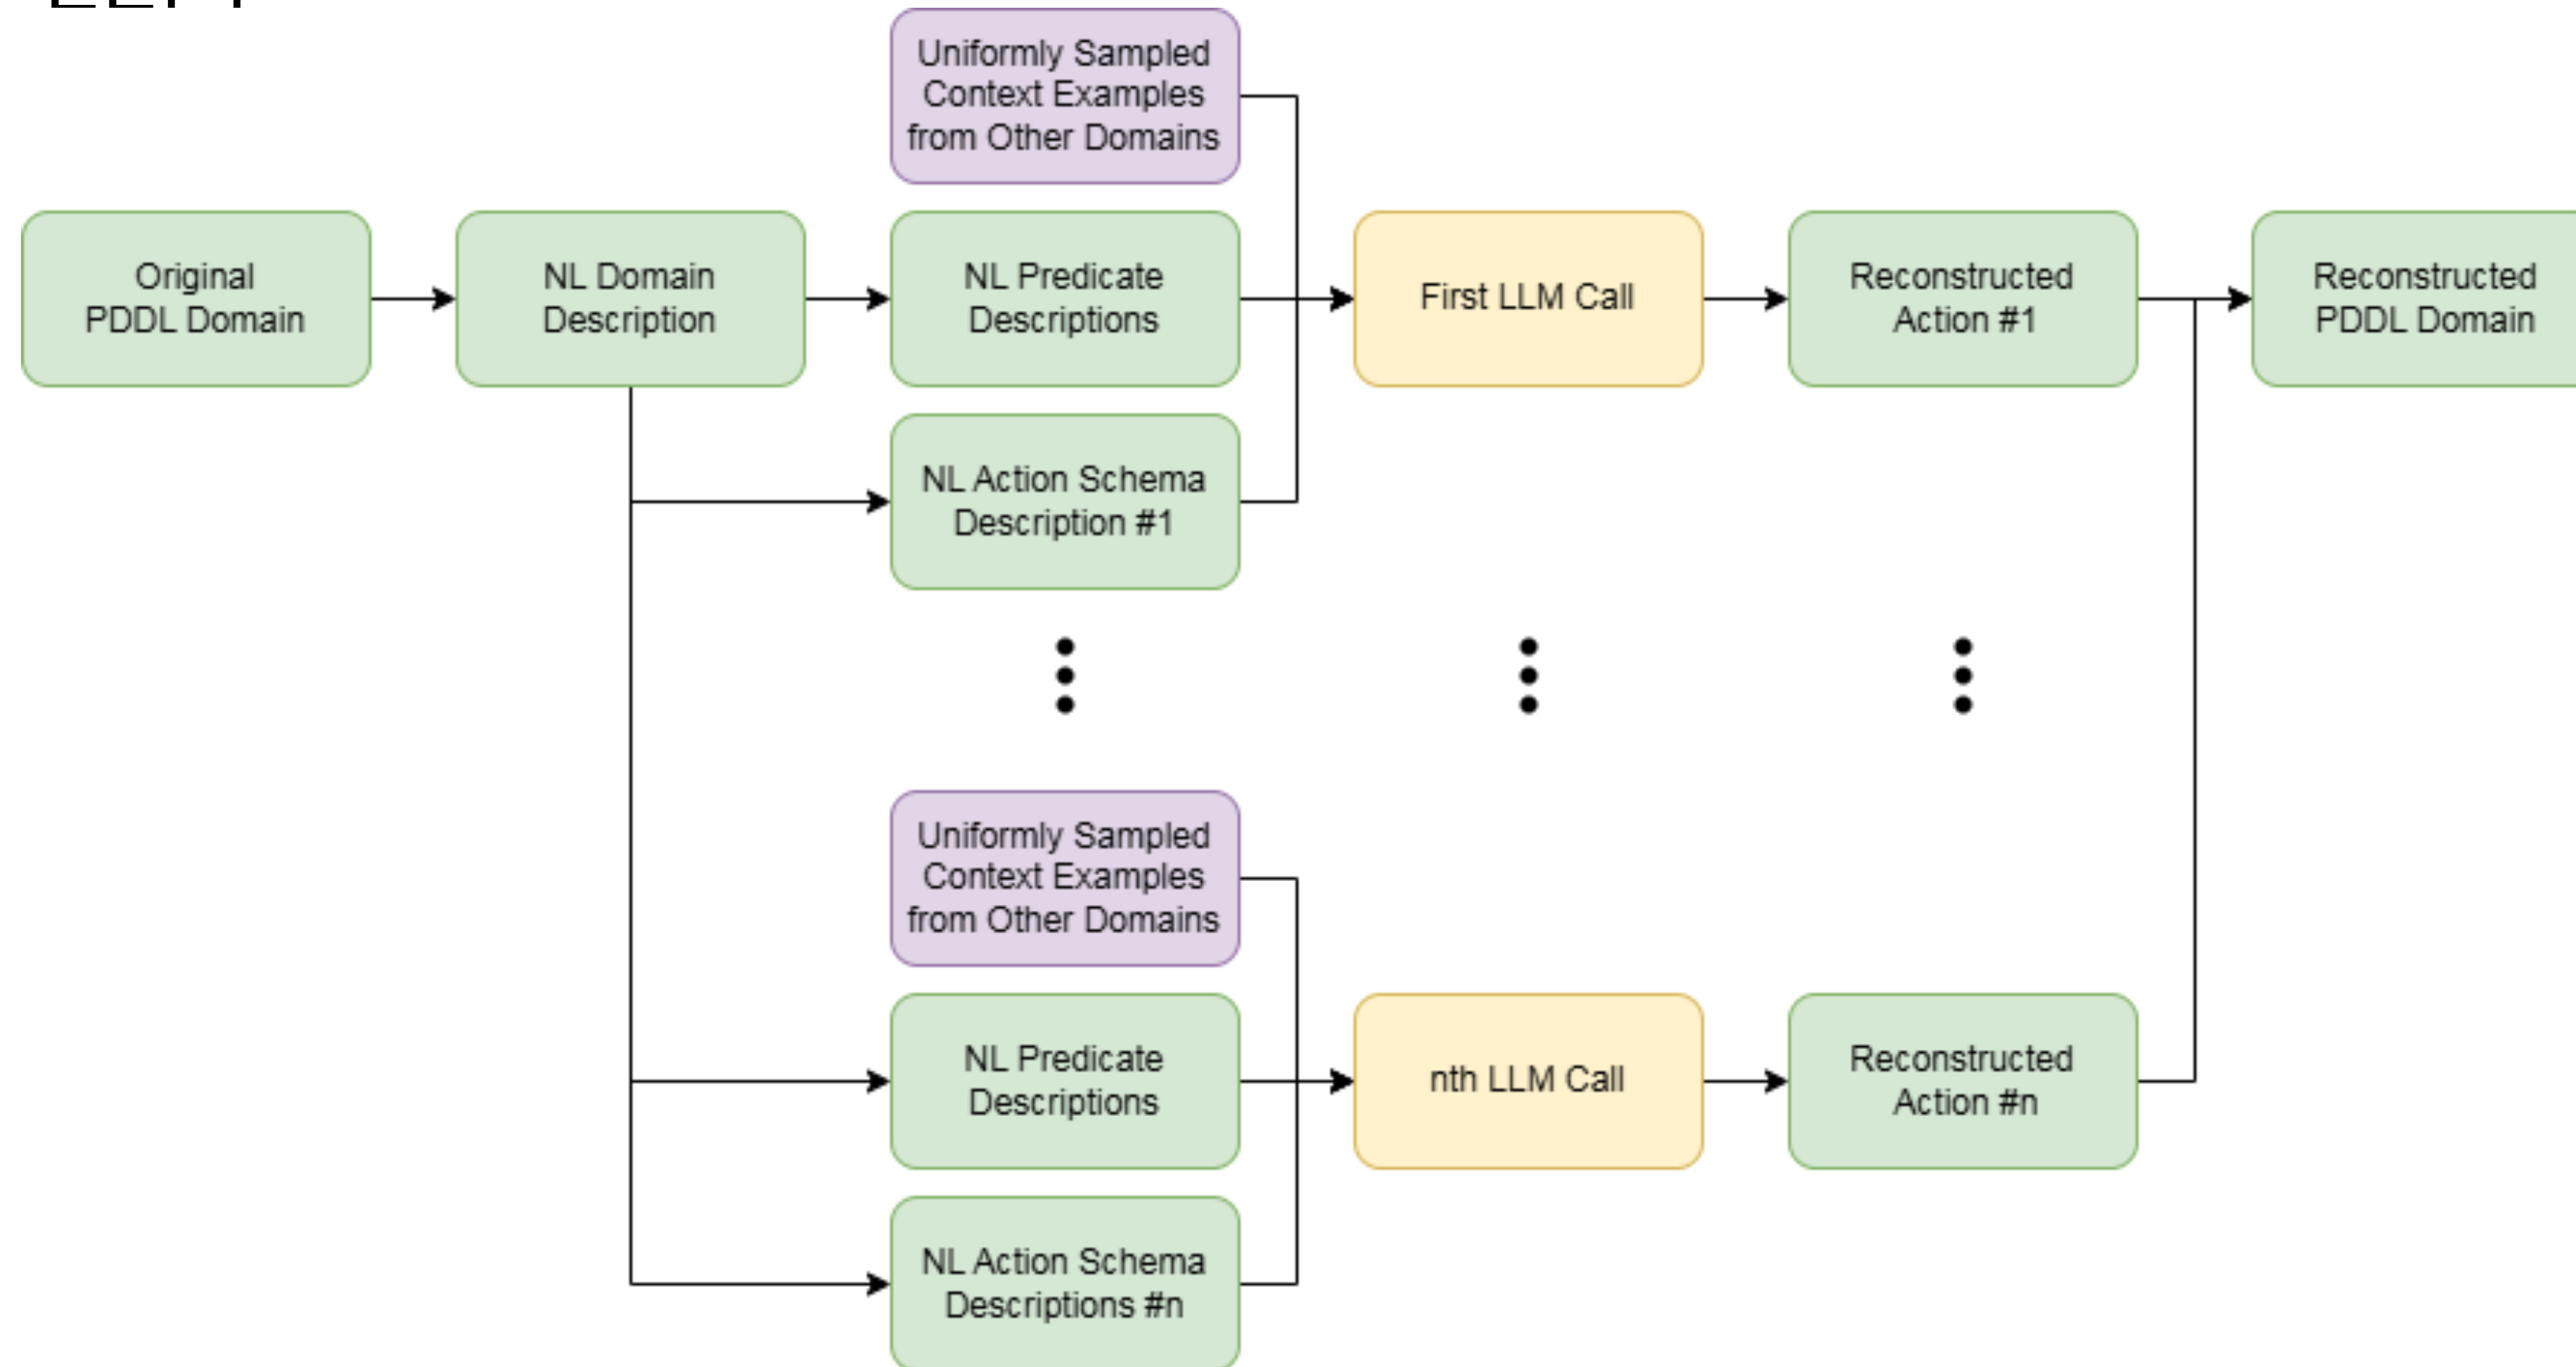 Uniformly Sampled
Context Examples
from Other Domains
Original
PDDL Domain
NL Domain
Description
NL Predicate
Descriptions
First LLM Call
Reconstructed
Action #1
Reconstructed
PDDL Domain
NL Action Schema
Description #1
Uniformly Sampled
Context Examples
from Other Domains
NL Predicate
Descriptions
nth LLM Call
Reconstructed
Action #n
NL Action Schema
Descriptions #n